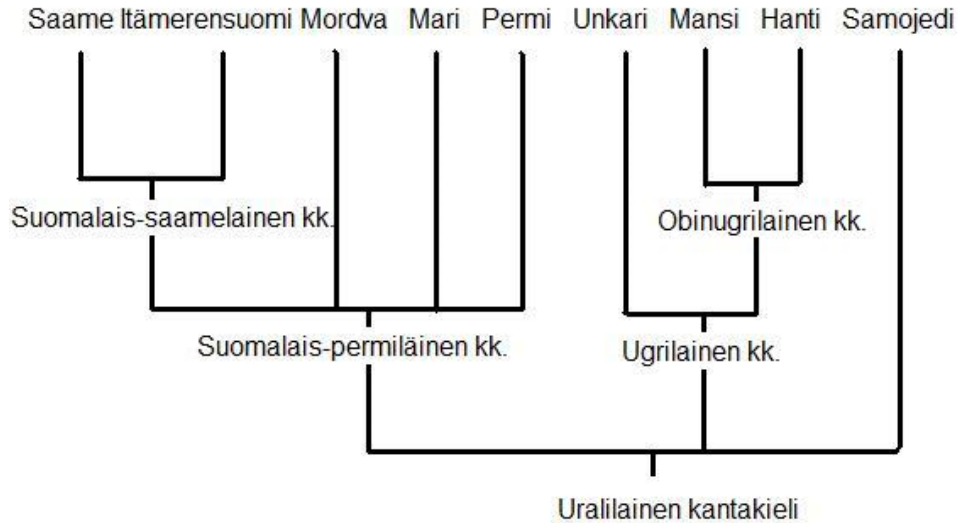 Saame Itämerensuomi Mordva Mari Permi Unkari Mansi Hanti Samojedi
Suomalais-saamelainen kk.
Obinugrilainen kk.
Suomalais-permiläinen kk.
Ugrilainen kk.
Uralilainen kantakieli